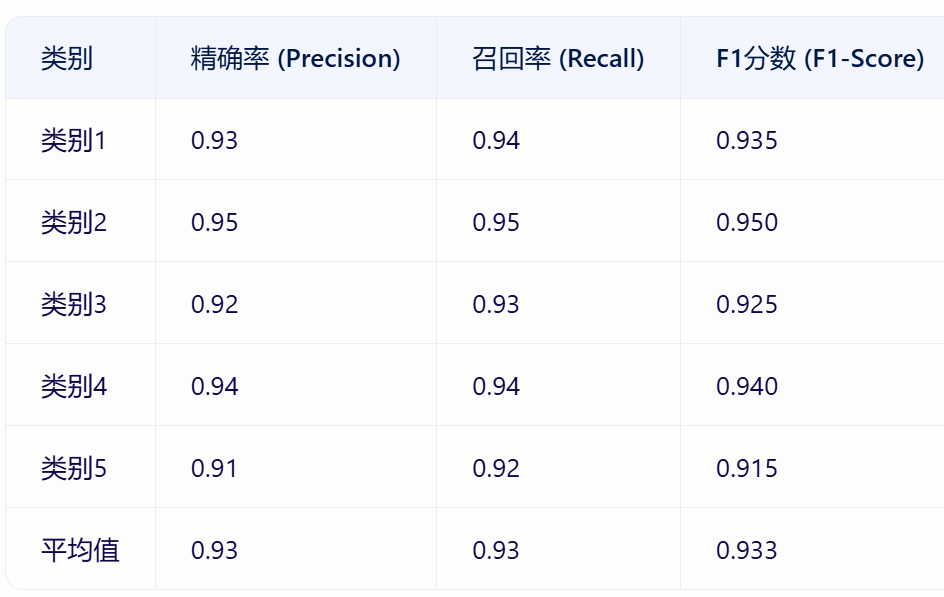 类别 精确率 (Precision) 召回率 (Recall) F1分数 (F1-Score)
类别1 0.93 0.94 0.935
类别2 0.95 0.95 0.950
类别3 0.92 0.93 0.925
类别4 0.94 0.94 0.940
类别5 0.91 0.92 0.915
平均值 0.93 0.93 0.933